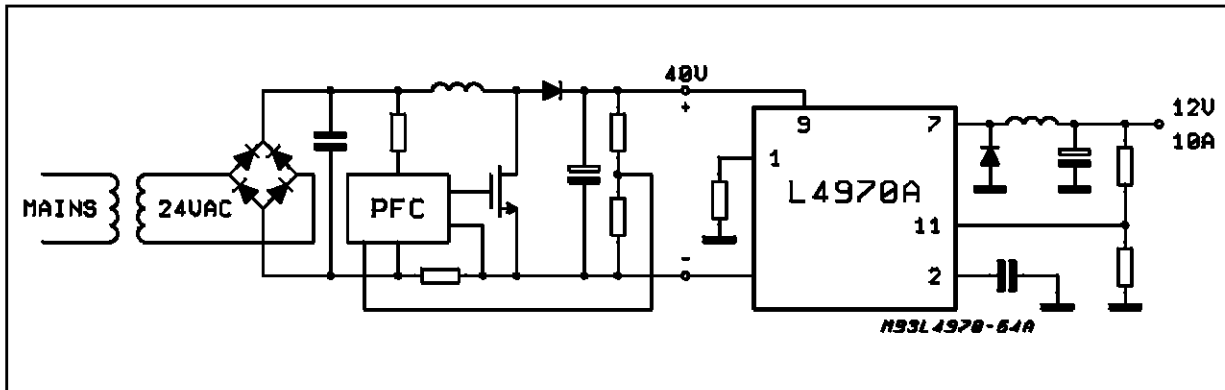 MAINS
24VAC
PFC
40V
+
-
9
1
7
L4970A
11
2
12V
10A
M93L4970-64A